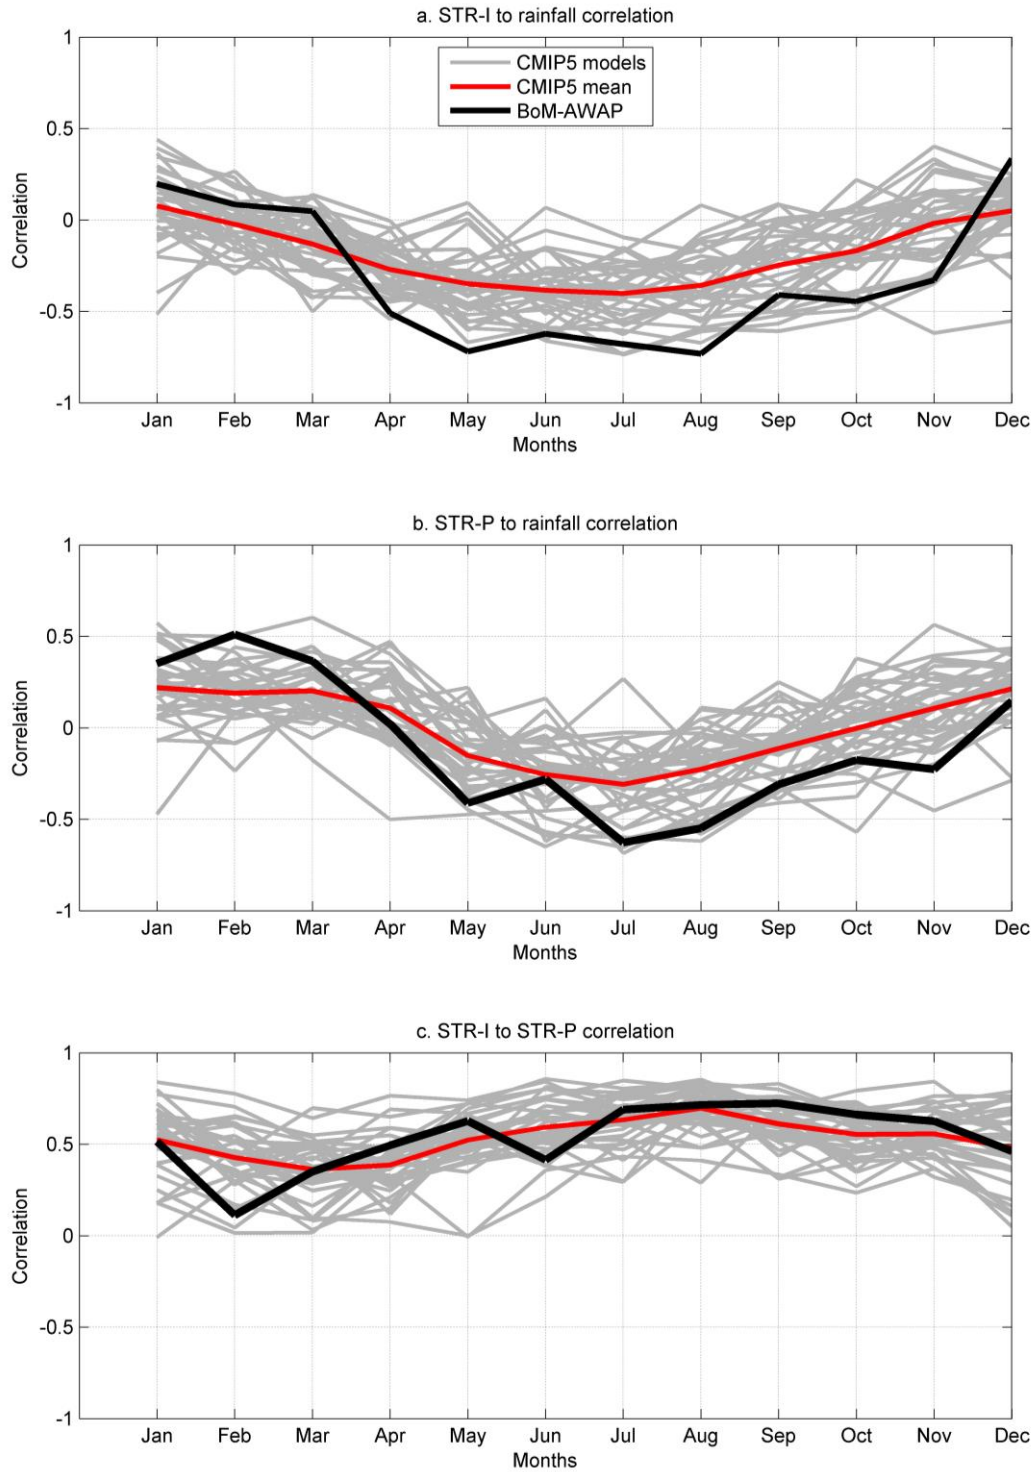 a. STR-I to rainfall correlation
1
0.5
0
-0.5
-1
Correlation
CMIP5 models
CMIP5 mean
BoM-AWAP
Jan Feb Mar Apr May Jun Jul Aug Sep Oct Nov Dec
Months
b. STR-P to rainfall correlation
1
0.5
0
-0.5
-1
Correlation
Jan Feb Mar Apr May Jun Jul Aug Sep Oct Nov Dec
Months
c. STR-I to STR-P correlation
1
0.5
0
-0.5
-1
Correlation
Jan Feb Mar Apr May Jun Jul Aug Sep Oct Nov Dec
Months